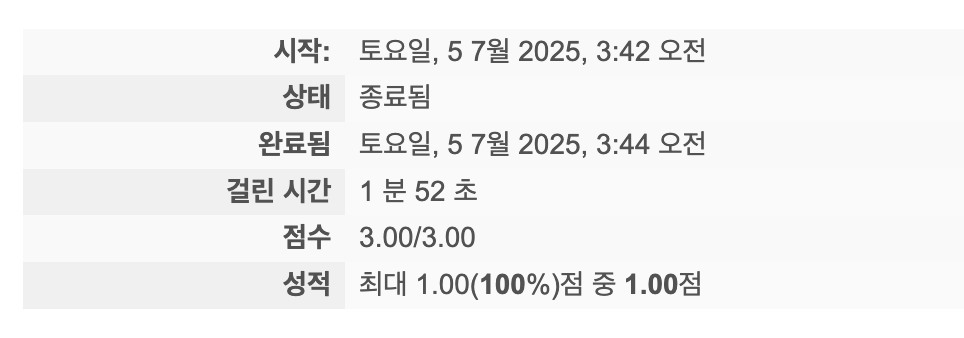 시작: 토요일, 5 7월 2025, 3:42 오전
상태 종료됨
완료됨 토요일, 5 7월 2025, 3:44 오전
걸린 시간 1 분 52 초
점수 3.00/3.00
성적 최대 1.00(100%)점 중 1.00점